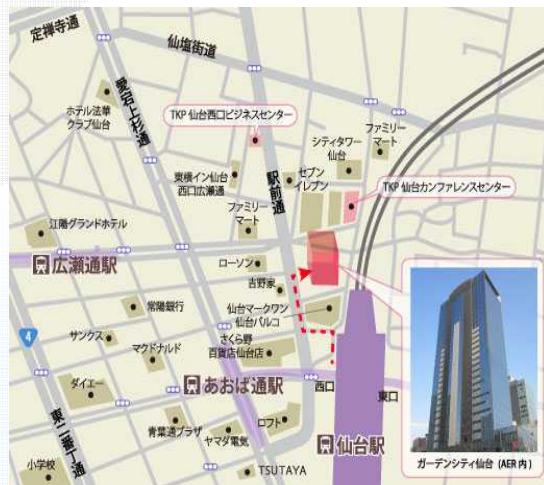 定禅寺通
仙塩街道
愛宕上杉通
ホテル法華
クラブ仙台
TKP 仙台西口ビジネスセンター
シティタワー
仙台
ファミリー
マート
東横イン仙台
西口広瀬通
駅前通
セブン
イレブン
TKP 仙台カンファレンスセンター
江陽グランドホテル
ファミリー
マート
広瀬通駅
ローソン
吉野家
常陽銀行
仙台マークワン
仙台パルコ
4
サンクス
マクドナルド
さくら野
百貨店仙台店
ダイエー
あおば通駅
西口
東口
東二番丁通
青葉通プラザ
ヤマダ電気
ロフト
仙台駅
小学校
TSUTAYA
ガーデンシティ仙台 (AER 内)